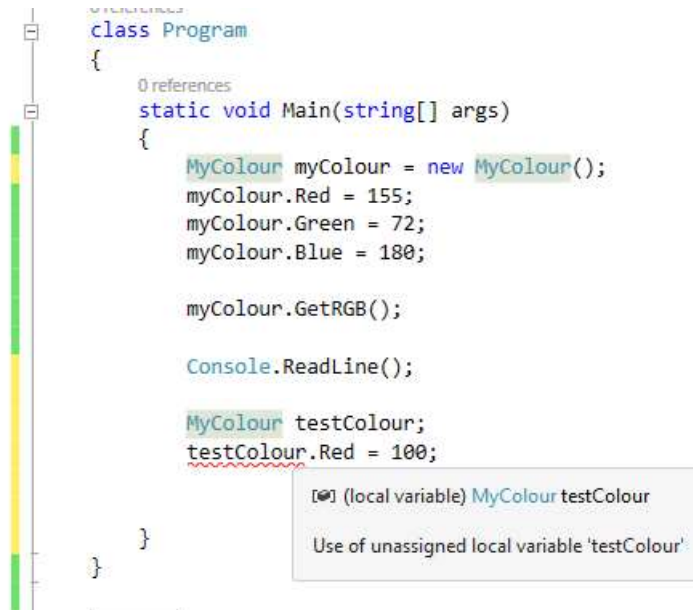 0 references
class Program
{
0 references
static void Main(string[] args)
{
MyColour myColour = new MyColour();
myColour.Red = 155;
myColour.Green = 72;
myColour.Blue = 180;
myColour.GetRGB();
Console.ReadLine();
MyColour testColour;
testColour.Red = 100;
(local variable) MyColour testColour
Use of unassigned local variable 'testColour'
}
}